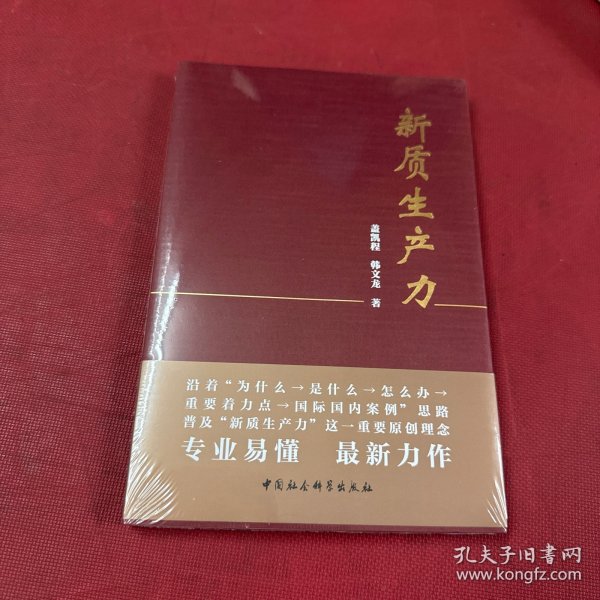 新质生产力
盖凯程 韩文龙 著
沿着“为什么→是什么→怎么办→
重要着力点→国际国内案例”思路
普及“新质生产力”这一重要原创理念
专业易懂 最新力作
中国社会科学出版社
孔夫子旧书网
www.kongfz.com